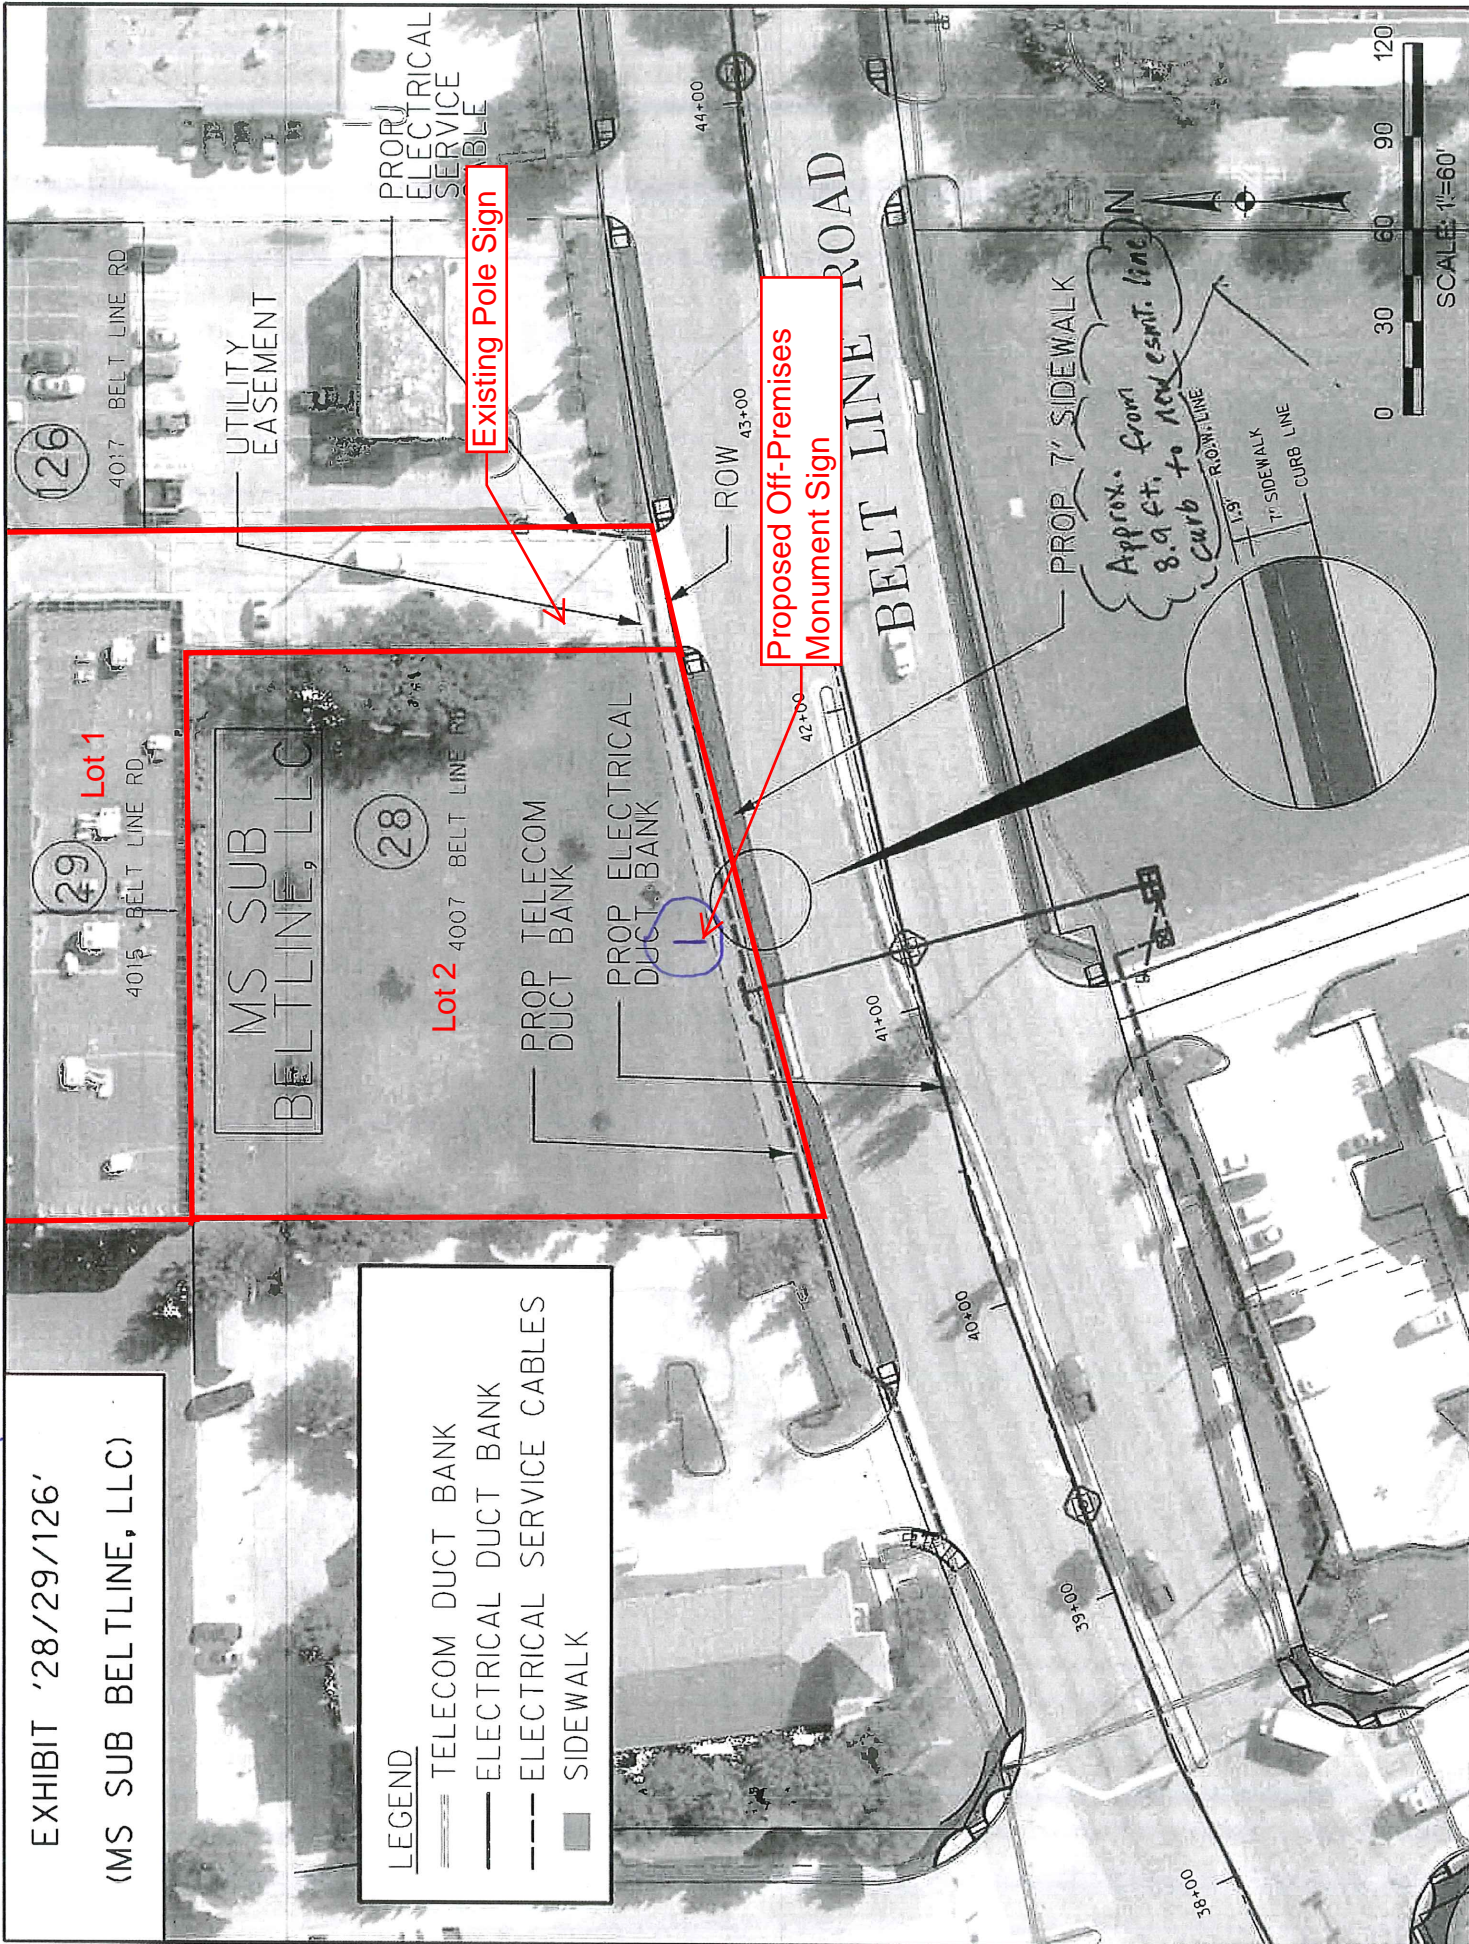 EXHIBIT '28/29/126'
(MS SUB BELTLINE, LLC)
LEGEND
TELECOM DUCT BANK
ELECTRICAL DUCT BANK
ELECTRICAL SERVICE CABLES
SIDEWALK
29
4015 BELT LINE RD
Lot 1
126
4017 BELT LINE RD
MS SUB
BELTLINE, LLC
28
Lot 2
4007 BELT LINE RD
UTILITY
EASEMENT
PROP
ELECTRICAL
SERVICE
CABLE
Existing Pole Sign
PROP TELECOM
DUCT BANK
PROP ELECTRICAL
DUCT BANK
ROW
Proposed Off-Premises
Monument Sign
BELT LINE ROAD
38+00
39+00
40+00
41+00
42+00
43+00
44+00
PROP 7' SIDEWALK
Approx. from
8.9 ft. from
curb to new esmt. line
1.9'
R.O.W. LINE
7' SIDEWALK
CURB LINE
N
0 30 60 90 120
SCALE: 1"=60'